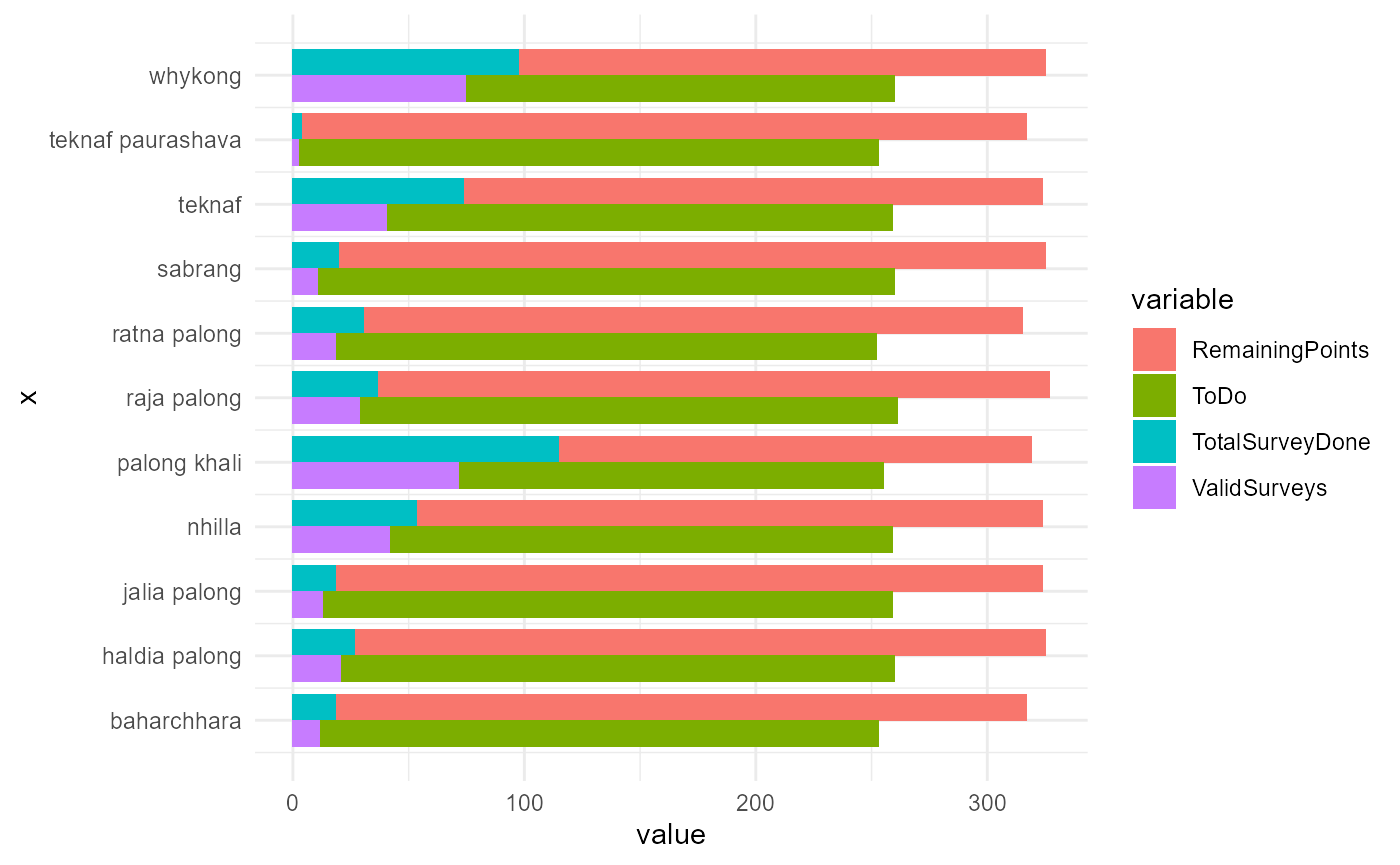 whykong
teknaf paurashava
teknaf
sabrang
ratna palong
raja palong
palong khali
nhilla
jalia palong
haldia palong
baharchhara
x
0 100 200 300
value
variable
RemainingPoints
ToDo
TotalSurveyDone
ValidSurveys